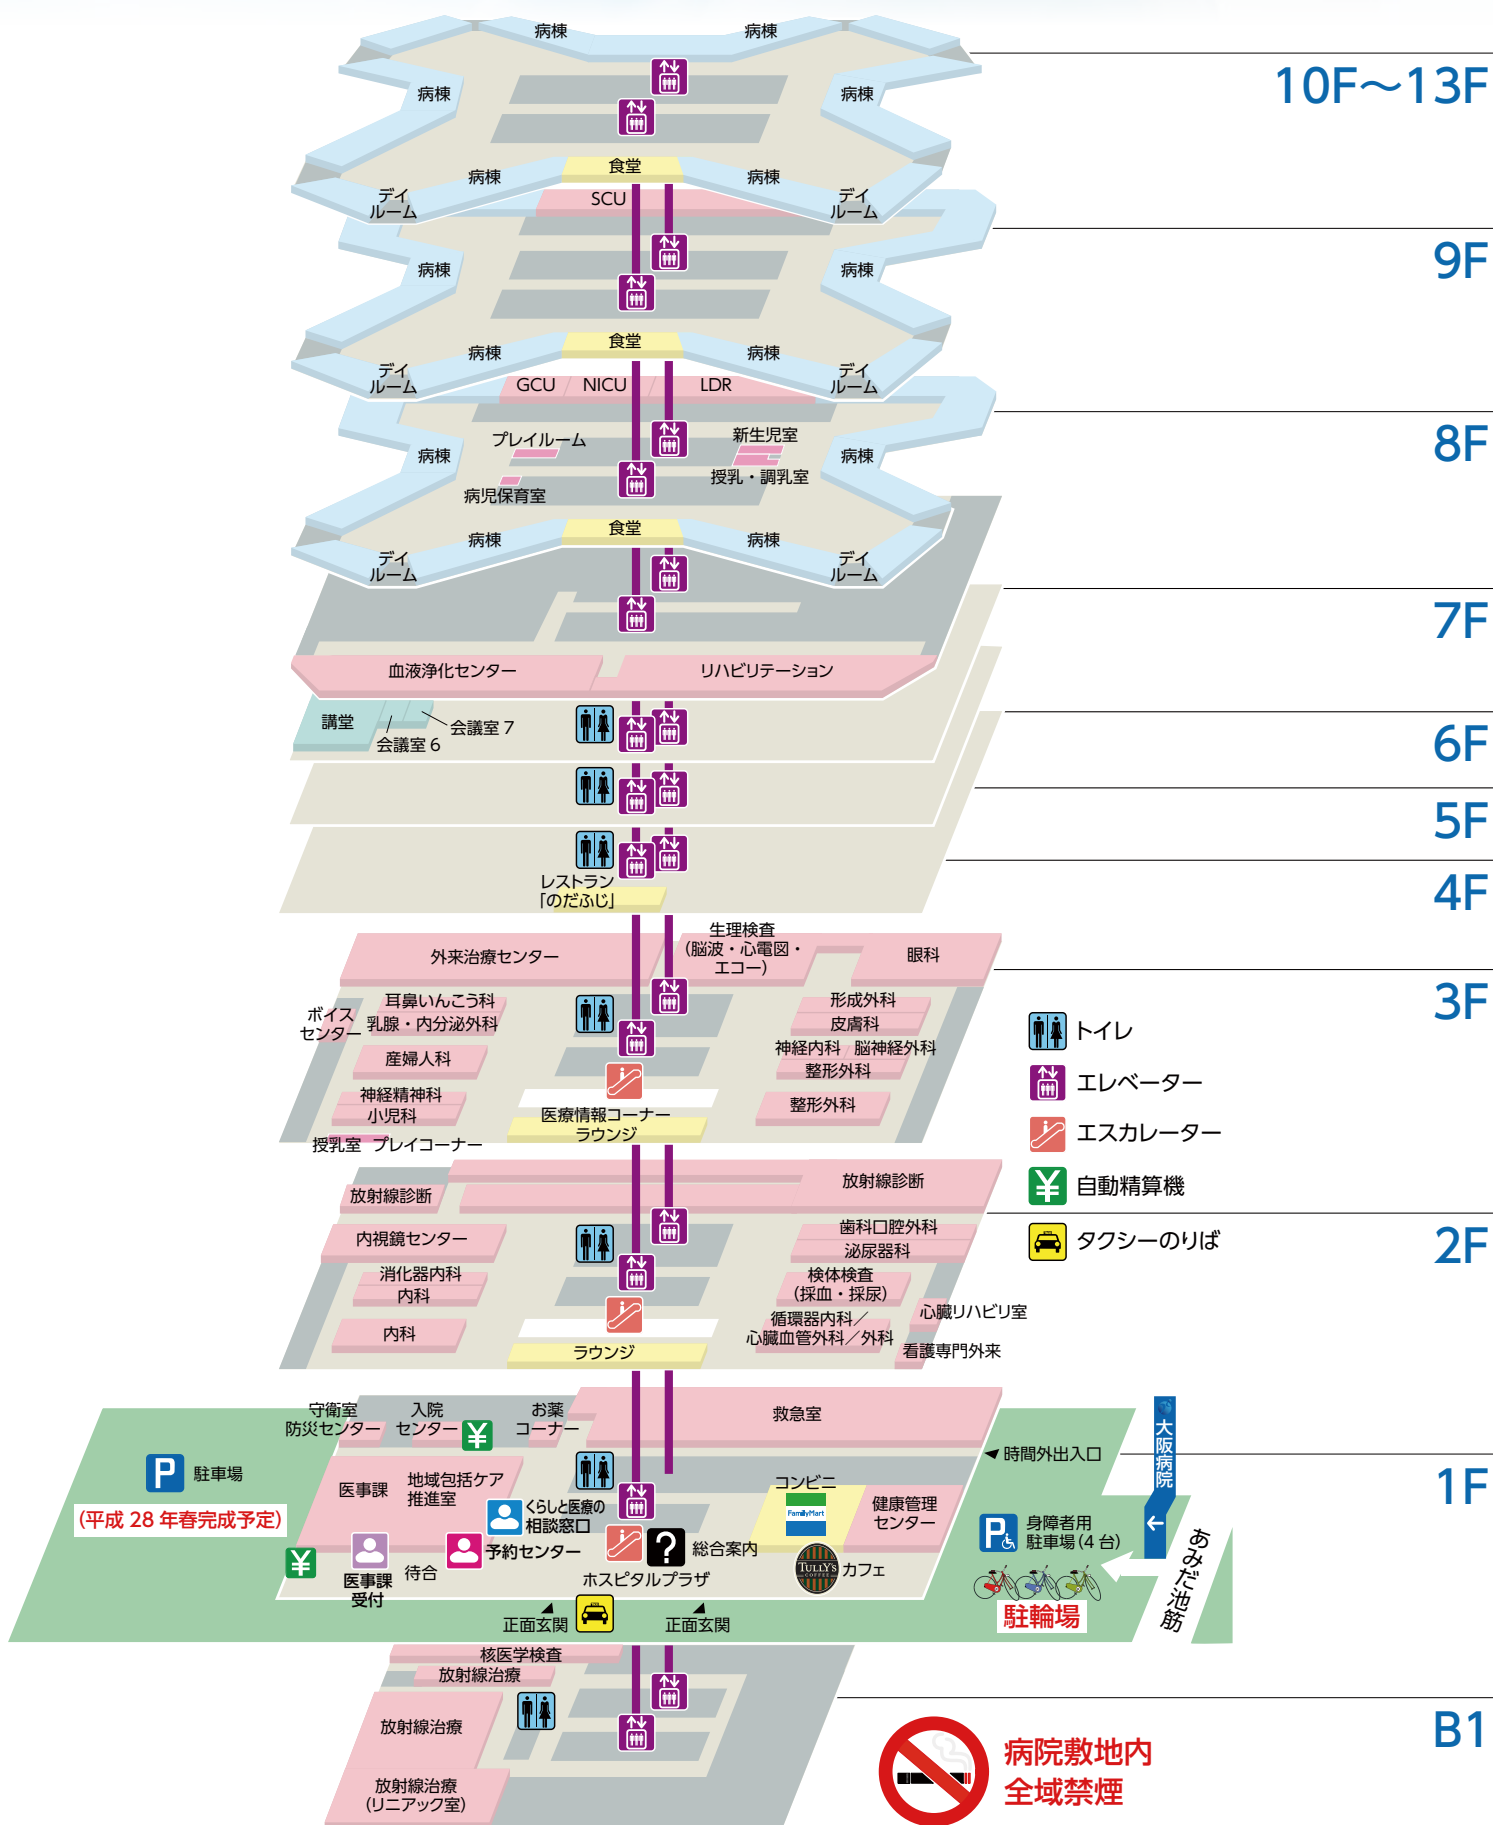 病棟
病棟
10F～13F
病棟
病棟
食堂
病棟
病棟
デイ
ルーム
デイ
ルーム
SCU
9F
病棟
病棟
食堂
病棟
病棟
デイ
ルーム
デイ
ルーム
GCU
NICU
LDR
8F
プレイルーム
新生児室
病棟
病棟
授乳・調乳室
病児保育室
食堂
病棟
病棟
デイ
ルーム
デイ
ルーム
7F
血液浄化センター
リハビリテーション
講堂
会議室6
会議室7
6F
5F
4F
レストラン
「のだふじ」
外来治療センター
生理検査
(脳波・心電図・
エコー)
眼科
3F
ボイス
センター
耳鼻いんこう科
乳腺・内分泌外科
形成外科
皮膚科
産婦人科
神経内科
脳神経外科
整形外科
神経精神科
小児科
整形外科
医療情報コーナー
ラウンジ
授乳室
プレイコーナー
トイレ
エレベーター
エスカレーター
¥
自動精算機
タクシーのりば
放射線診断
放射線診断
2F
内視鏡センター
歯科口腔外科
泌尿器科
消化器内科
内科
検体検査
(採血・採尿)
内科
循環器内科／
心臓血管外科／外科
心臓リハビリ室
看護専門外来
ラウンジ
守衛室
防災センター
入院
センター
¥
お薬
コーナー
救急室
時間外出入口
大阪病院
1F
P
駐車場
(平成 28 年春完成予定)
医事課
地域包括ケア
推進室
くらしと医療の
相談窓口
コンビニ
FamilyMart
健康管理
センター
¥
医事課
受付
待合
予約センター
?
総合案内
ホスピタルプラザ
TULLY'S
COFFEE
カフェ
P
身障者用
駐車場(4 台)
駐輪場
あみだ池筋
正面玄関
正面玄関
核医学検査
放射線治療
B1
放射線治療
放射線治療
(リニアック室)
病院敷地内
全域禁煙